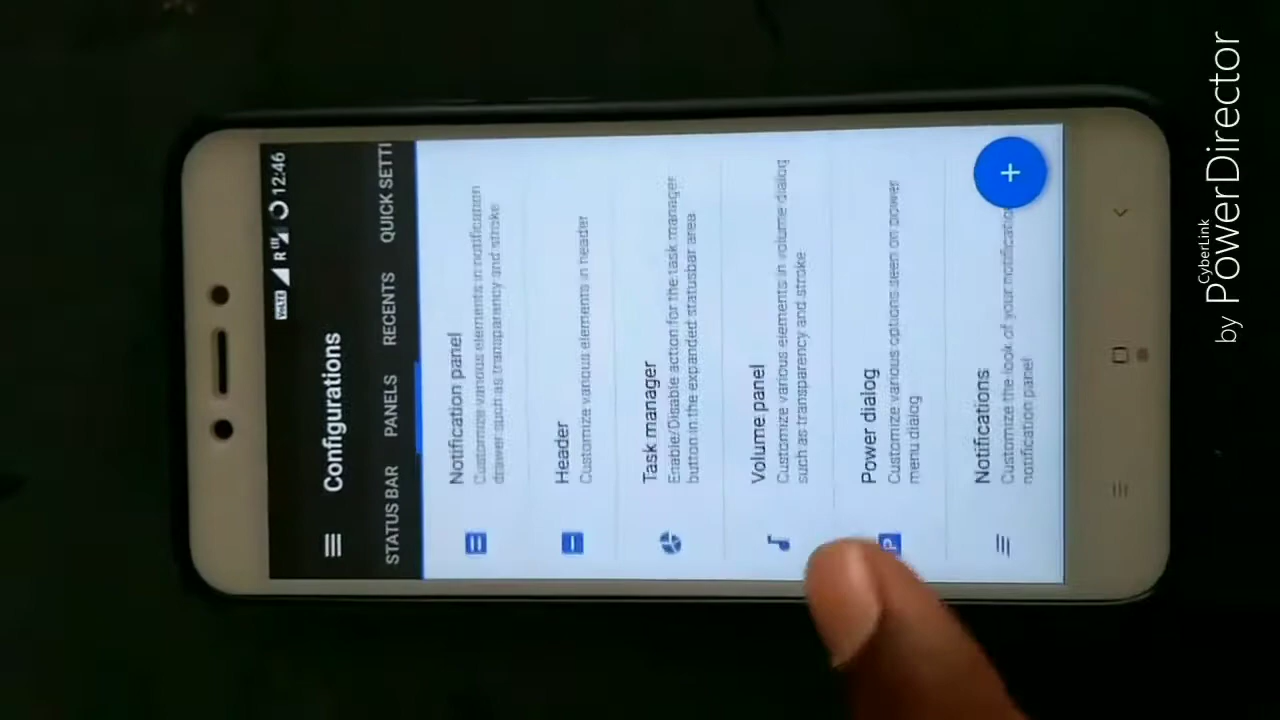 VoLTE R 12:46
Configurations
STATUS BAR PANELS RECENTS QUICK SETTI
Notification panel
Customize various elements in notification
drawer such as transparency and stroke
Header
Customize various elements in header
Task manager
Enable/Disable action for the task manager
button in the expanded statusbar area
Volume panel
Customize various elements in volume dialog
such as transparency and stroke
Power dialog
Customize various options seen on power
menu dialog
P
Notifications
Customize the look of your notificatio
notification panel
+
CyberLink
by PowerDirector